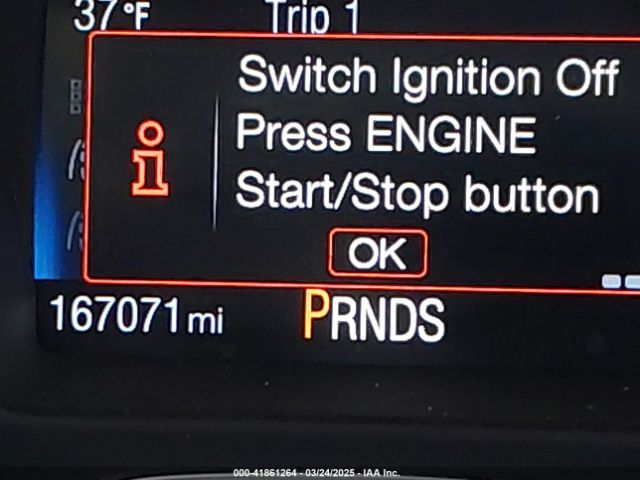 37°F Trip 1
Switch Ignition Off
Press ENGINE
Start/Stop button
OK
167071 mi PRNDS
000-41861264 - 03/24/2025 - IAA Inc.